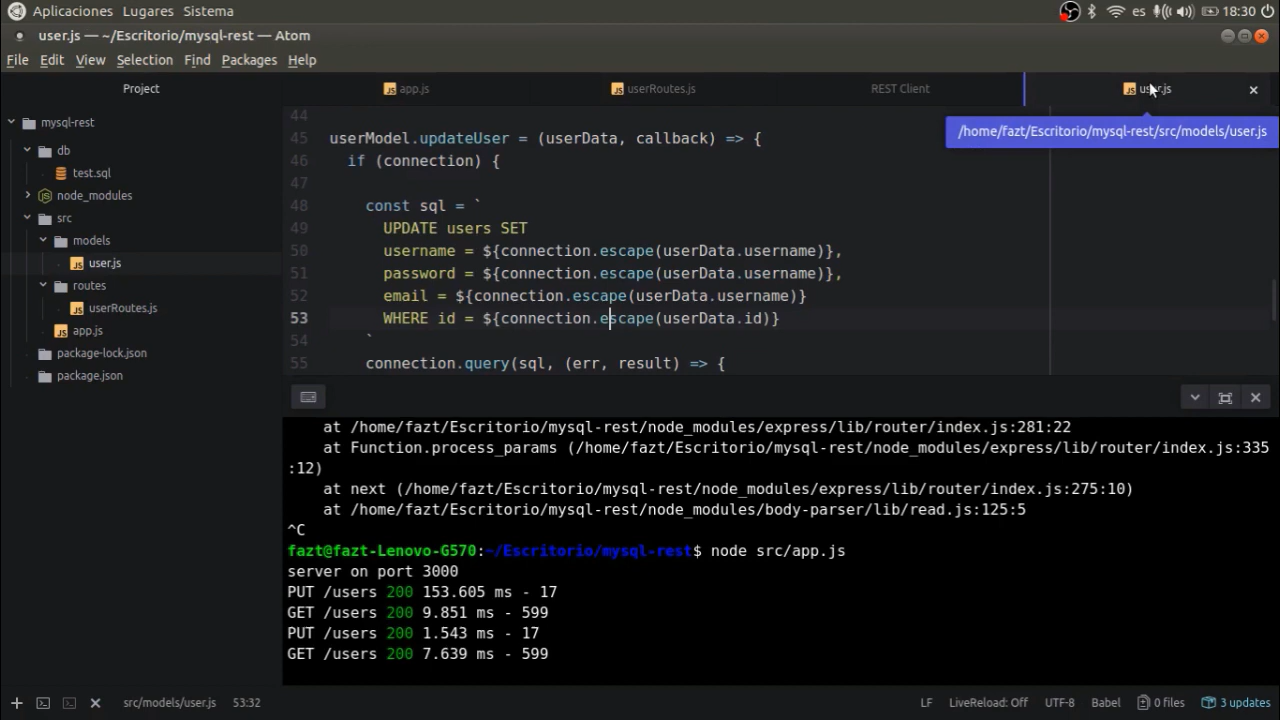 Aplicaciones Lugares Sistema es 18:30
user.js — ~/Escritorio/mysql-rest — Atom
File Edit View Selection Find Packages Help
Project
app.js userRoutes.js REST Client user.js
/home/fazt/Escritorio/mysql-rest/src/models/user.js
mysql-rest
db
test.sql
node_modules
src
models
user.js
routes
userRoutes.js
app.js
package-lock.json
package.json
44
45 userModel.updateUser = (userData, callback) => {
46 if (connection) {
47
48 const sql = `
49 UPDATE users SET
50 username = ${connection.escape(userData.username)},
51 password = ${connection.escape(userData.username)},
52 email = ${connection.escape(userData.username)}
53 WHERE id = ${connection.escape(userData.id)}
54 `
55 connection.query(sql, (err, result) => {
at /home/fazt/Escritorio/mysql-rest/node_modules/express/lib/router/index.js:281:22
at Function.process_params (/home/fazt/Escritorio/mysql-rest/node_modules/express/lib/router/index.js:335
:12)
at next (/home/fazt/Escritorio/mysql-rest/node_modules/express/lib/router/index.js:275:10)
at /home/fazt/Escritorio/mysql-rest/node_modules/body-parser/lib/read.js:125:5
^C
fazt@fazt-Lenovo-G570:~/Escritorio/mysql-rest$ node src/app.js
server on port 3000
PUT /users 200 153.605 ms - 17
GET /users 200 9.851 ms - 599
PUT /users 200 1.543 ms - 17
GET /users 200 7.639 ms - 599
src/models/user.js 53:32 LF LiveReload: Off UTF-8 Babel 0 files 3 updates